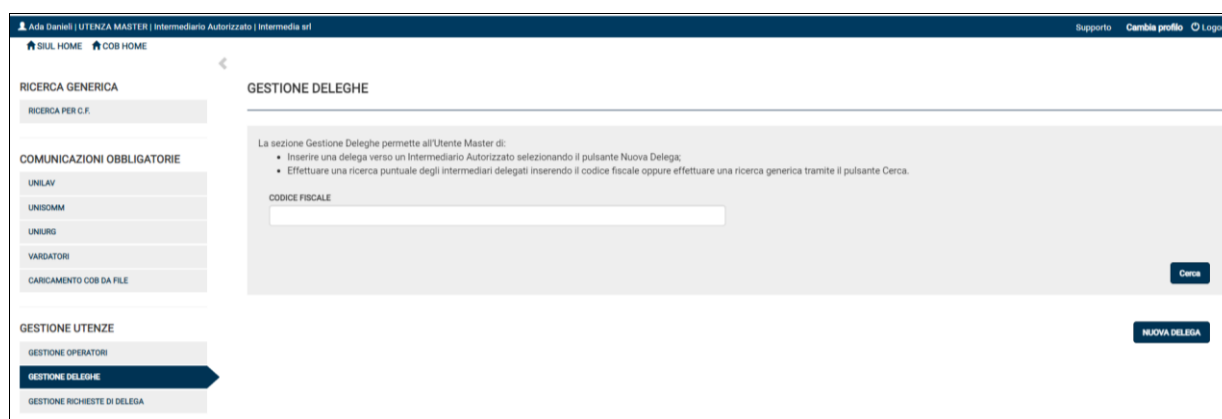 Ada Danieli | UTENZA MASTER | Intermediario Autorizzato | Intermedia srl
Supporto Cambia profilo Logo
SIUL HOME COB HOME
RICERCA GENERICA
RICERCA PER C.F.
COMUNICAZIONI OBBLIGATORIE
UNILAV
UNISOMM
UNIURG
VARDATORI
CARICAMENTO COB DA FILE
GESTIONE UTENZE
GESTIONE OPERATORI
GESTIONE DELEGHE
GESTIONE RICHIESTE DI DELEGA
GESTIONE DELEGHE
La sezione Gestione Deleghe permette all'Utente Master di:
• Inserire una delega verso un Intermediario Autorizzato selezionando il pulsante Nuova Delega;
• Effettuare una ricerca puntuale degli intermediari delegati inserendo il codice fiscale oppure effettuare una ricerca generica tramite il pulsante Cerca.
CODICE FISCALE
Cerca
NUOVA DELEGA